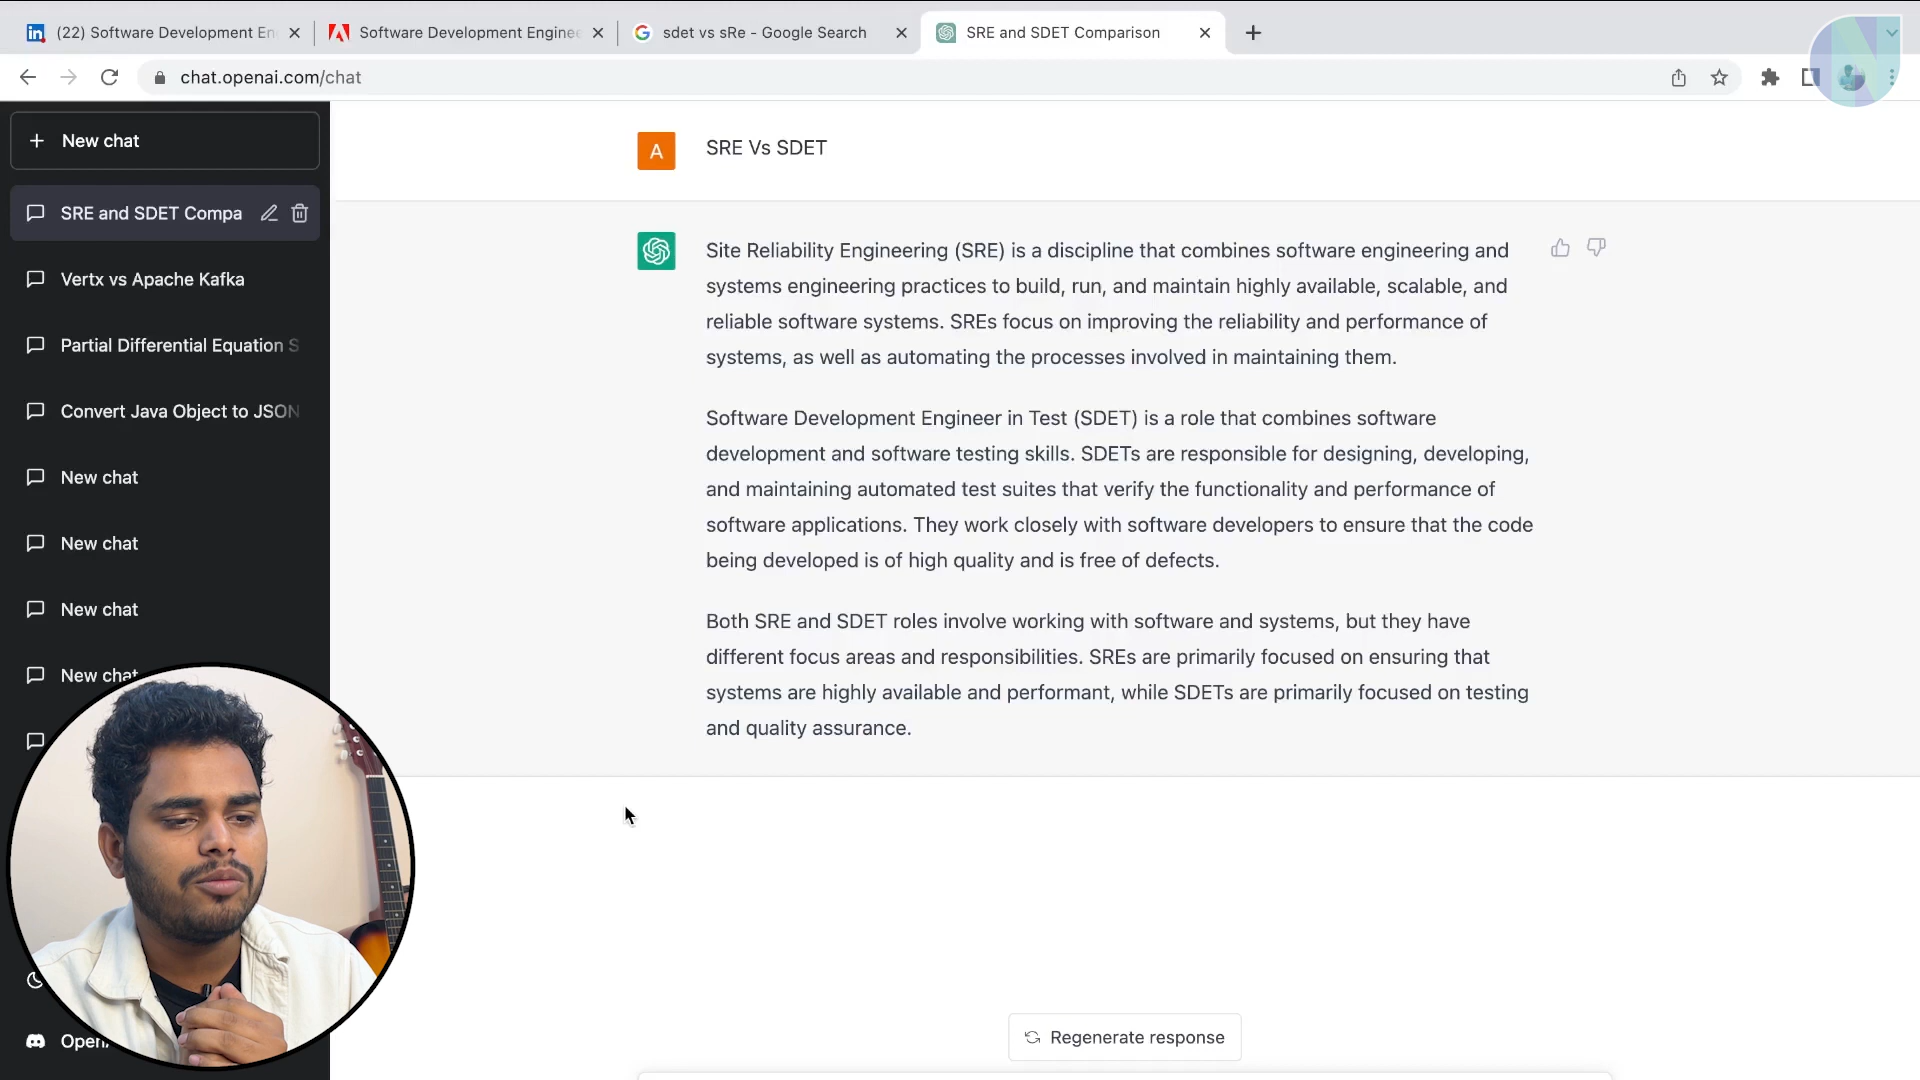 in (22) Software Development En
Software Development Enginee
sdet vs sRe - Google Search
SRE and SDET Comparison
chat.openai.com/chat
New chat
SRE and SDET Compa
Vertx vs Apache Kafka
Partial Differential Equation S
Convert Java Object to JSON
New chat
New chat
New chat
New chat
OpenA
A SRE Vs SDET
Site Reliability Engineering (SRE) is a discipline that combines software engineering and
systems engineering practices to build, run, and maintain highly available, scalable, and
reliable software systems. SREs focus on improving the reliability and performance of
systems, as well as automating the processes involved in maintaining them.
Software Development Engineer in Test (SDET) is a role that combines software
development and software testing skills. SDETs are responsible for designing, developing,
and maintaining automated test suites that verify the functionality and performance of
software applications. They work closely with software developers to ensure that the code
being developed is of high quality and is free of defects.
Both SRE and SDET roles involve working with software and systems, but they have
different focus areas and responsibilities. SREs are primarily focused on ensuring that
systems are highly available and performant, while SDETs are primarily focused on testing
and quality assurance.
Regenerate response